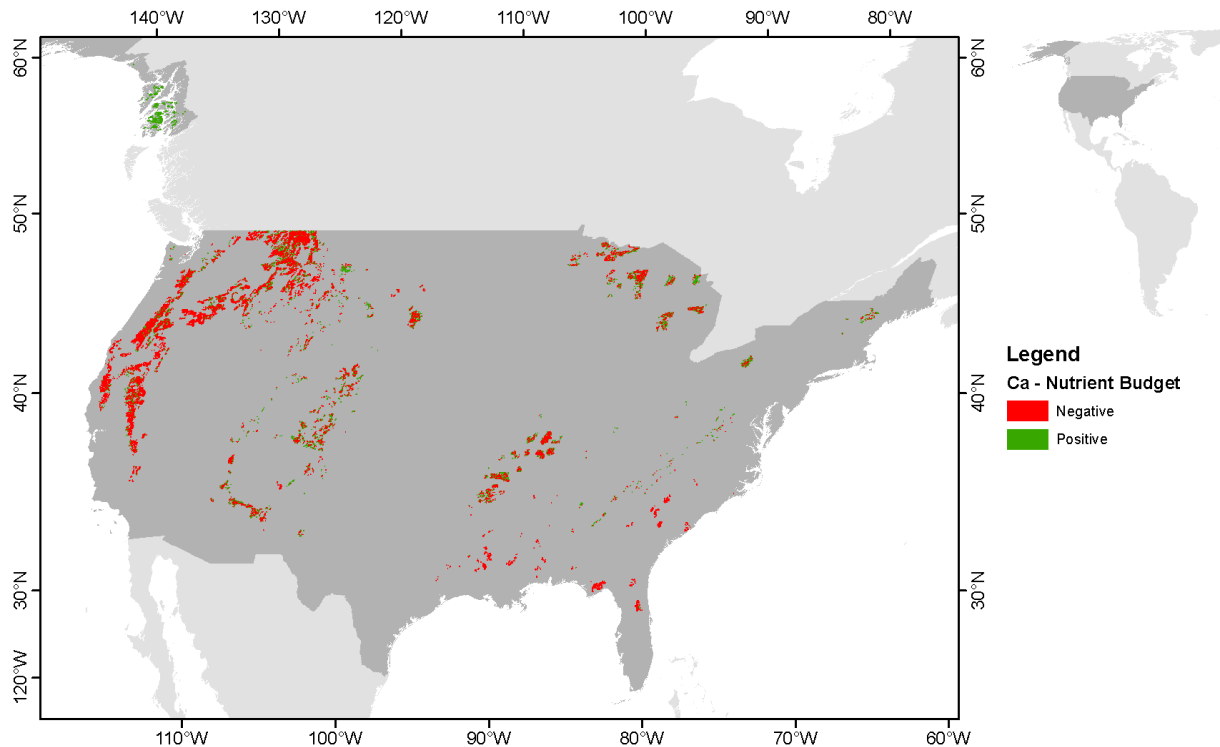 140°W 130°W 120°W 110°W 100°W 90°W 80°W
60°N 60°N
50°N 50°N
40°N 40°N
30°N 30°N
120°W
110°W 100°W 90°W 80°W 70°W 60°W
Legend
Ca - Nutrient Budget
Negative
Positive